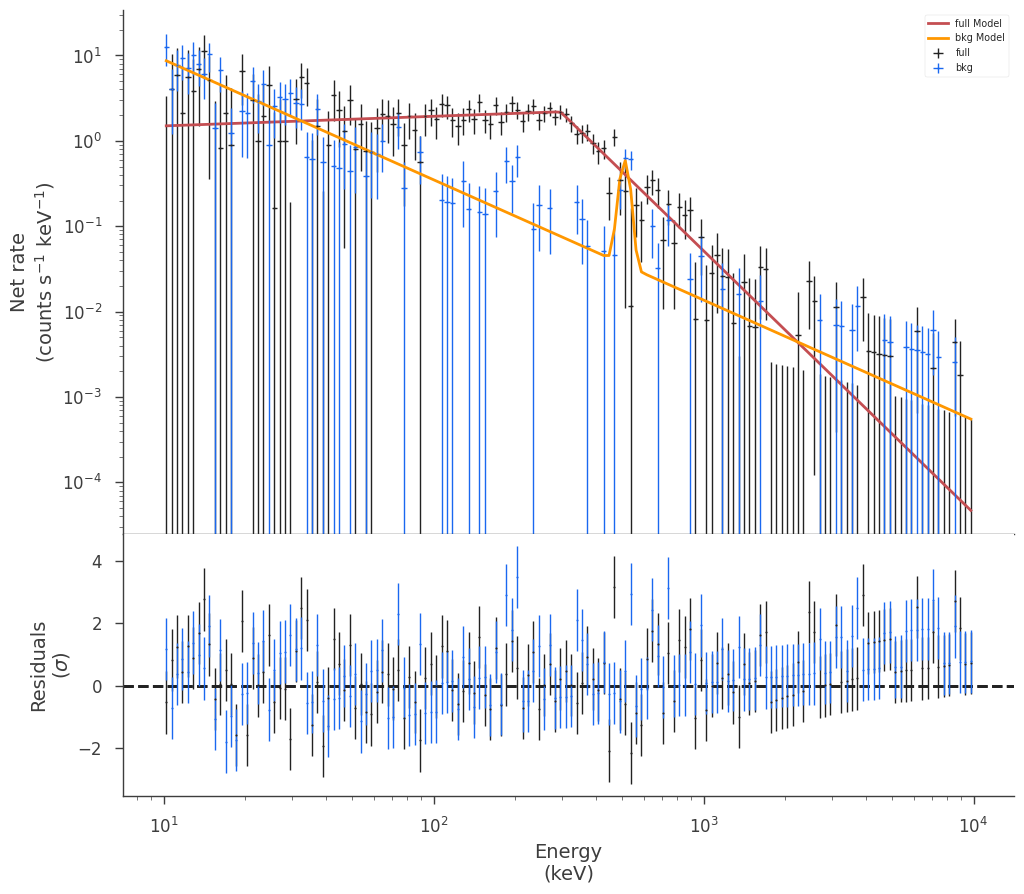 10¹
10⁰
10⁻¹
10⁻²
10⁻³
10⁻⁴
Net rate
(counts s⁻¹ keV⁻¹)
full Model
bkg Model
full
bkg
4
2
0
−2
Residuals
(σ)
10¹
10²
10³
10⁴
Energy
(keV)